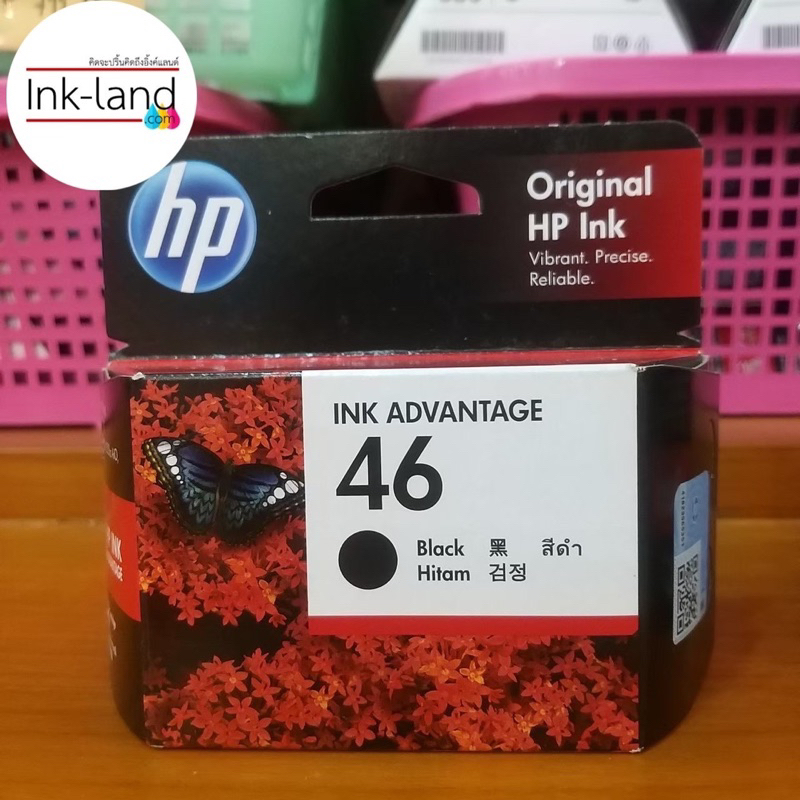 คิดจะปริ้นคิดถึงอิ้งค์แลนด์
Ink-land
.com
hp
Original
HP Ink
Vibrant. Precise.
Reliable.
INK ADVANTAGE
46
Black 黑 สีดำ
Hitam 검정
INK